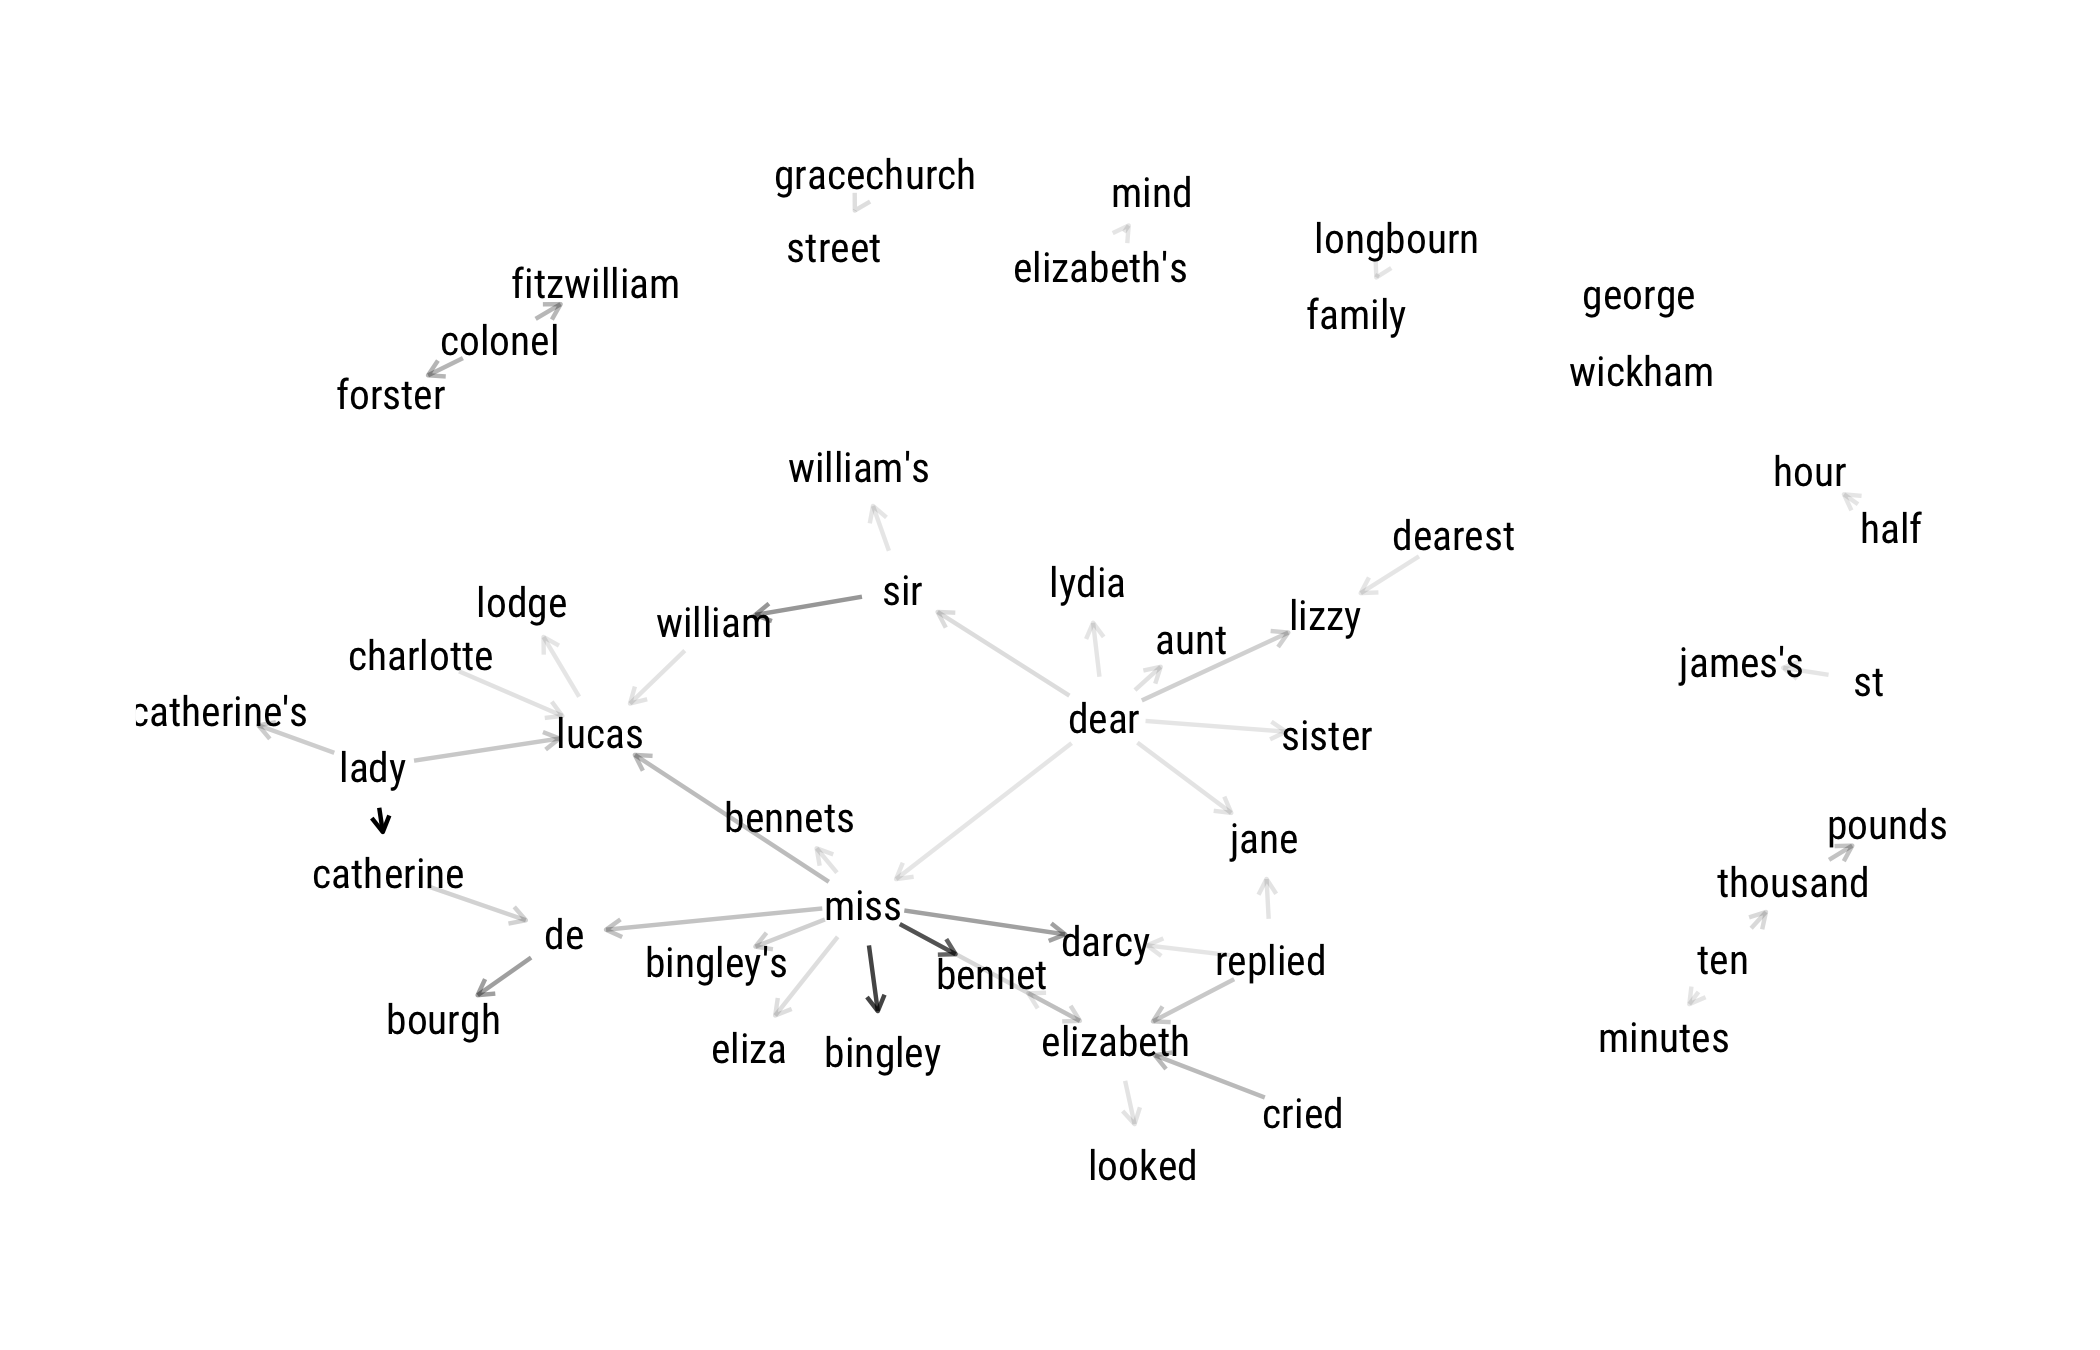 gracechurch
mind
longbourn
street
elizabeth's
fitzwilliam
george
family
colonel
wickham
forster
william's
hour
half
dearest
lydia
sir
lodge
lizzy
william
aunt
charlotte
james's
st
catherine's
dear
lucas
sister
lady
bennets
pounds
jane
catherine
thousand
miss
de
darcy
bingley's
replied
ten
bennet
bourgh
minutes
elizabeth
eliza
bingley
cried
looked